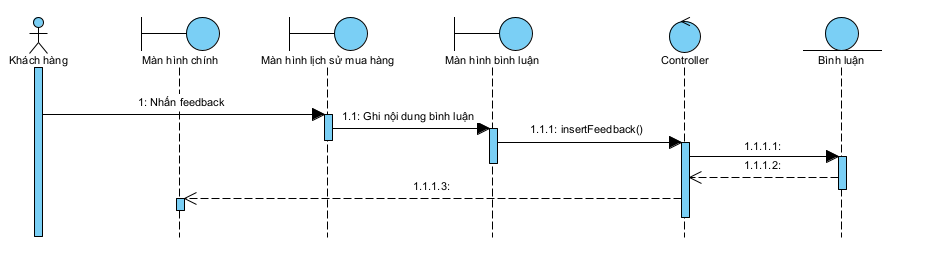 Khách hàng
Màn hình chính
Màn hình lịch sử mua hàng
Màn hình bình luận
Controller
Bình luận
1: Nhấn feedback
1.1: Ghi nội dung bình luận
1.1.1: insertFeedback()
1.1.1.1:
1.1.1.2:
1.1.1.3: